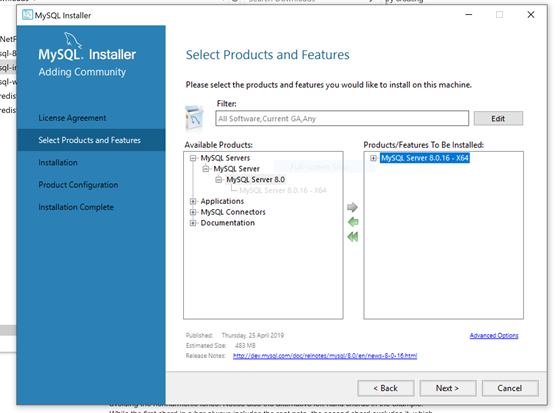 Search Downloads
MySQL Installer
MySQL. Installer
Adding Community
License Agreement
Select Products and Features
Installation
Product Configuration
Installation Complete
Select Products and Features
Please select the products and features you would like to install on this machine.
Filter:
All Software,Current GA,Any
Edit
Available Products:
MySQL Servers
MySQL Server
MySQL Server 8.0
MySQL Server 8.0.16 - X64
Applications
MySQL Connectors
Documentation
Products/Features To Be Installed:
MySQL Server 8.0.16 - X64
Published: Thursday, 25 April 2019
Estimated Size: 483 MB
Release Notes: http://dev.mysql.com/doc/relnotes/mysql/8.0/en/news-8-0-16.html
Advanced Options
< Back
Next >
Cancel